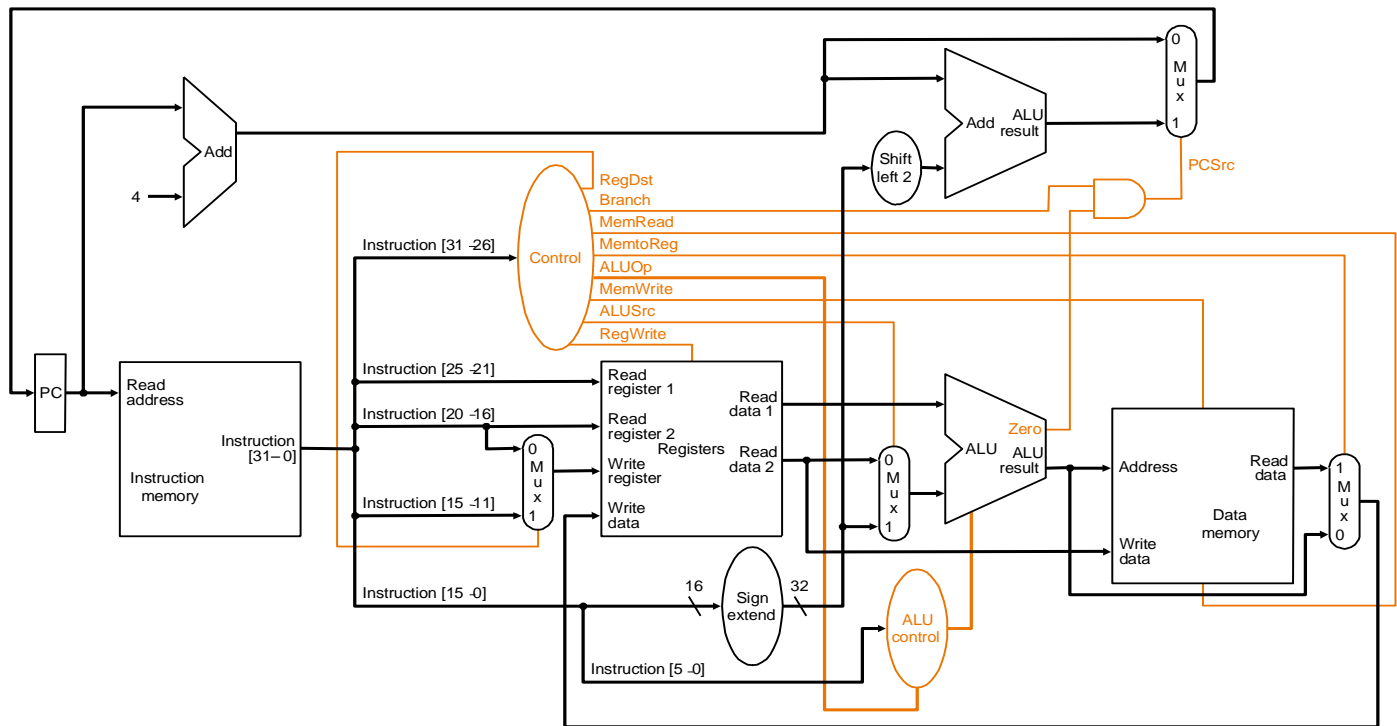 0
M
u
x
1
Add
ALU
result
Add
Shift
left 2
PCSrc
4
RegDst
Branch
MemRead
MemtoReg
ALUOp
MemWrite
ALUSrc
RegWrite
Control
Instruction [31–26]
Instruction [25–21]
Instruction [20–16]
Instruction [15–11]
Instruction [15–0]
Instruction [5–0]
PC
Read
address
Instruction
[31–0]
Instruction
memory
0
M
u
x
1
Read
register 1
Read
register 2
Write
register
Write
data
Registers
Read
data 1
Read
data 2
0
M
u
x
1
Zero
ALU
ALU
result
Address
Write
data
Read
data
Data
memory
1
M
u
x
0
16
Sign
extend
32
ALU
control